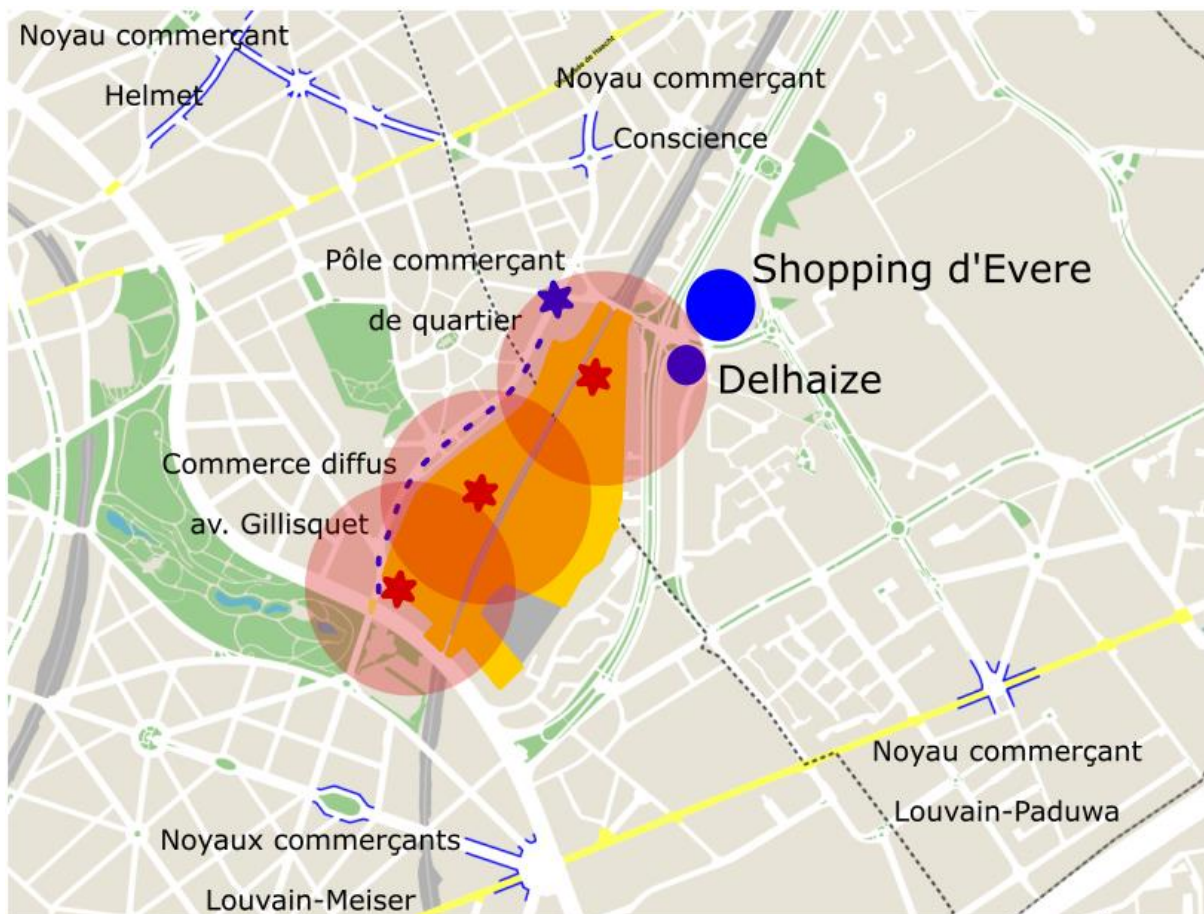 Noyau commerçant
Helmet
Noyau commerçant
Conscience
Pôle commerçant
de quartier
Shopping d'Evere
Delhaize
Commerce diffus
av. Gillisquet
Noyau commerçant
Louvain-Paduwa
Noyaux commerçants
Louvain-Meiser